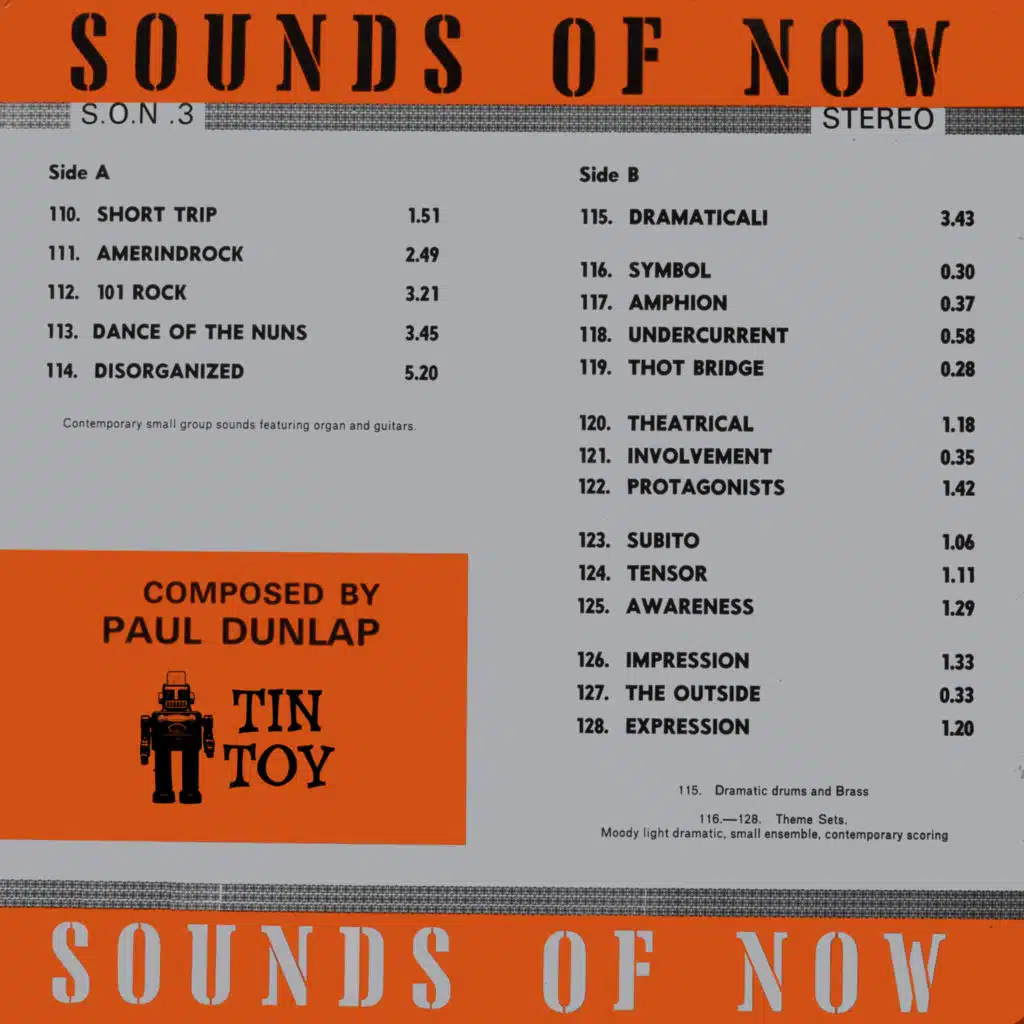 SOUNDS OF NOW
S.O.N .3
STEREO
Side A
110. SHORT TRIP 1.51
111. AMERINDROCK 2.49
112. 101 ROCK 3.21
113. DANCE OF THE NUNS 3.45
114. DISORGANIZED 5.20
Contemporary small group sounds featuring organ and guitars.
COMPOSED BY
PAUL DUNLAP
TIN
TOY
Side B
115. DRAMATICALI 3.43
116. SYMBOL 0.30
117. AMPHION 0.37
118. UNDERCURRENT 0.58
119. THOT BRIDGE 0.28
120. THEATRICAL 1.18
121. INVOLVEMENT 0.35
122. PROTAGONISTS 1.42
123. SUBITO 1.06
124. TENSOR 1.11
125. AWARENESS 1.29
126. IMPRESSION 1.33
127. THE OUTSIDE 0.33
128. EXPRESSION 1.20
115. Dramatic drums and Brass
116.—128. Theme Sets.
Moody light dramatic, small ensemble, contemporary scoring
SOUNDS OF NOW